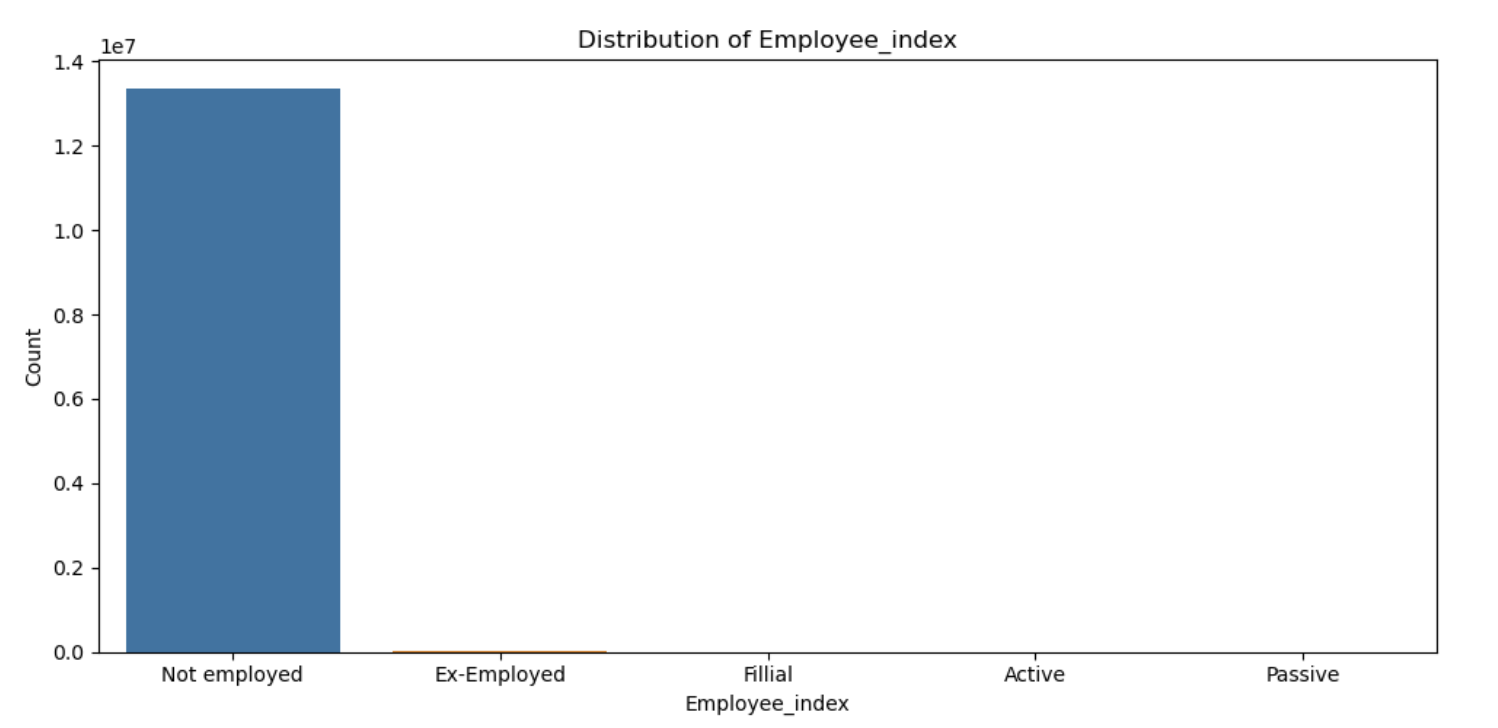 Distribution of Employee_index
1e7
1.4
1.2
1.0
0.8
0.6
0.4
0.2
0.0
Count
Not employed Ex-Employed Fillial Active Passive
Employee_index